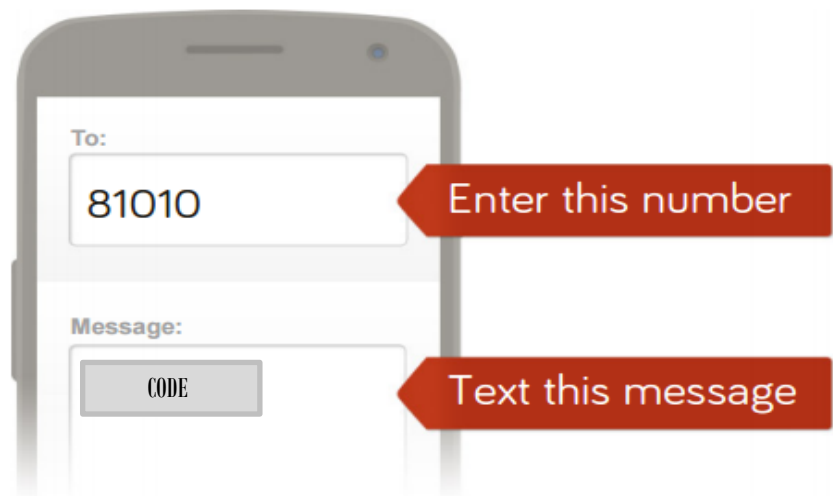 To:
81010
Enter this number
Message:
CODE
Text this message